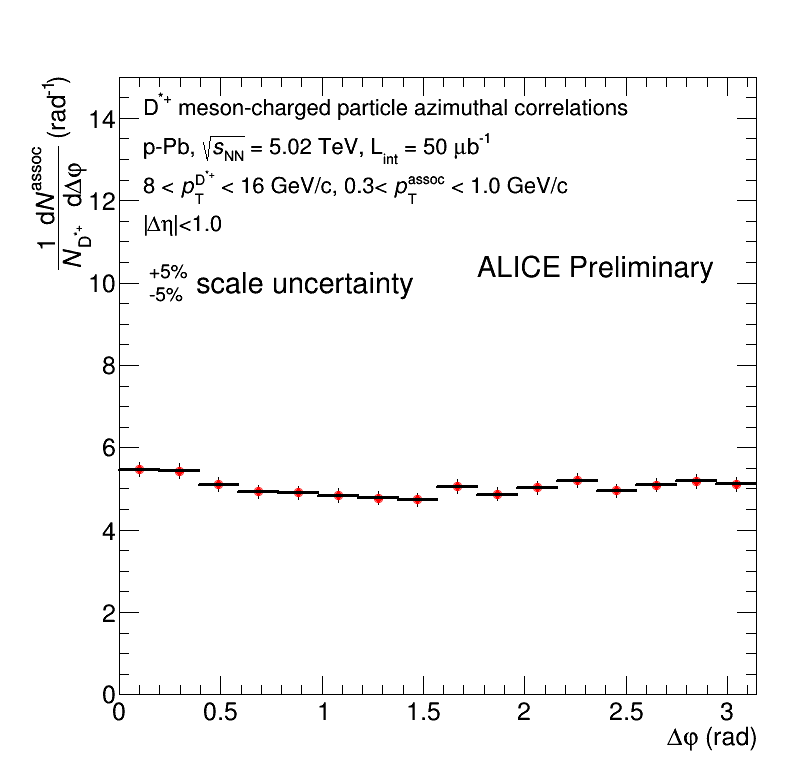 D*+ meson-charged particle azimuthal correlations
p-Pb, √sNN = 5.02 TeV, Lint = 50 μb-1
8 < pTD*+ < 16 GeV/c, 0.3< pTassoc < 1.0 GeV/c
|Δη|<1.0
+5%
-5% scale uncertainty
ALICE Preliminary
1 dNassoc
ND*+ dΔφ (rad-1)
14
12
10
8
6
4
2
0
0 0.5 1 1.5 2 2.5 3
Δφ (rad)